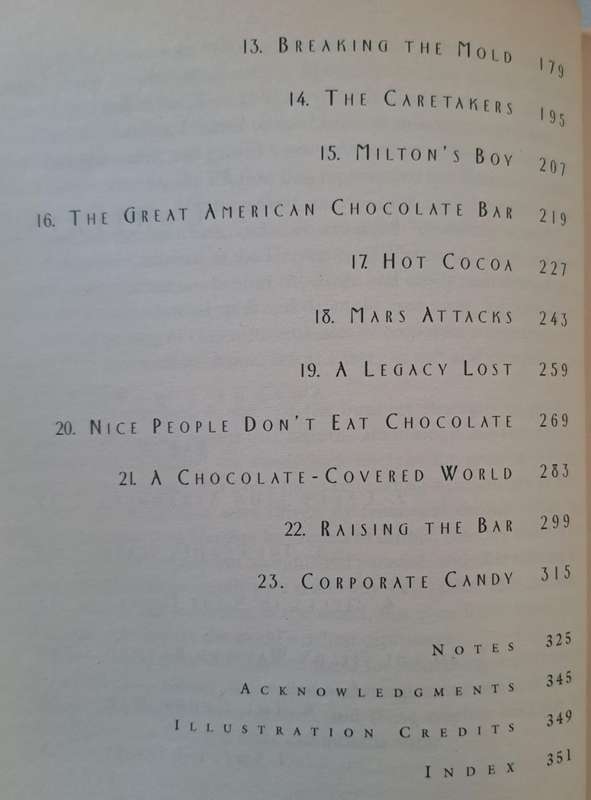 13. Breaking the Mold 179
14. The Caretakers 195
15. Milton's Boy 207
16. The Great American Chocolate Bar 219
17. Hot Cocoa 227
18. Mars Attacks 243
19. A Legacy Lost 259
20. Nice People Don't Eat Chocolate 269
21. A Chocolate-Covered World 283
22. Raising the Bar 299
23. Corporate Candy 315
Notes 325
Acknowledgments 345
Illustration Credits 349
Index 351